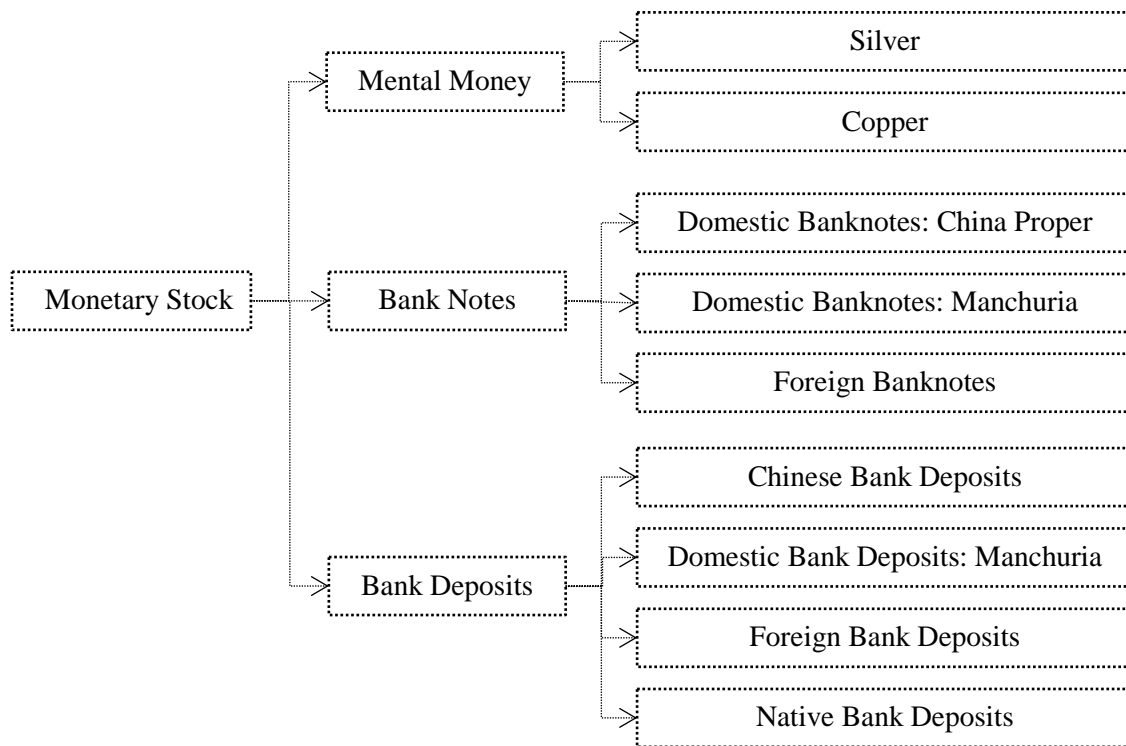 Monetary Stock
Mental Money
Silver
Copper
Bank Notes
Domestic Banknotes: China Proper
Domestic Banknotes: Manchuria
Foreign Banknotes
Bank Deposits
Chinese Bank Deposits
Domestic Bank Deposits: Manchuria
Foreign Bank Deposits
Native Bank Deposits